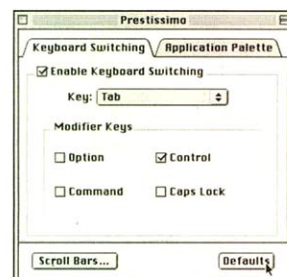 Prestissimo
Keyboard Switching
Application Palette
Enable Keyboard Switching
Key: Tab
Modifier Keys
Option
Control
Command
Caps Lock
Scroll Bars...
Defaults